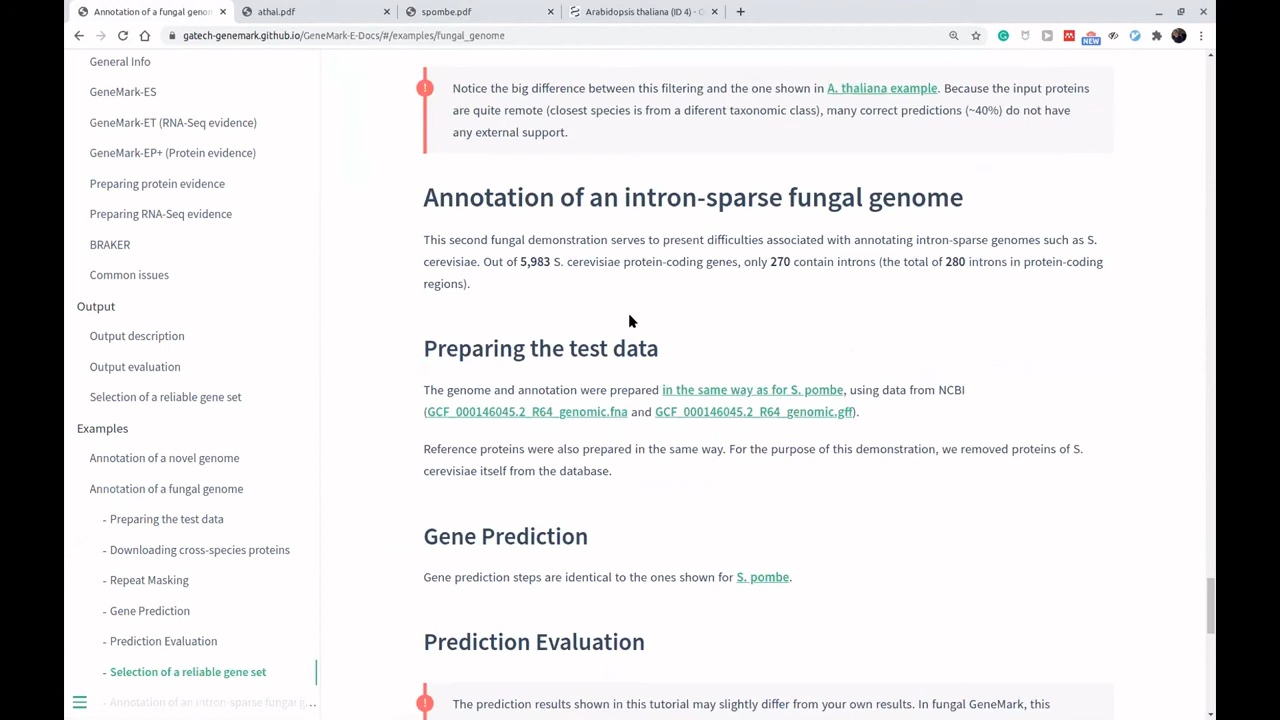 Annotation of a fungal genom
athal.pdf
spombe.pdf
Arabidopsis thaliana (ID 4) - G
gatech-genemark.github.io/GeneMark-E-Docs/#/examples/fungal_genome
NEW
General Info
GeneMark-ES
GeneMark-ET (RNA-Seq evidence)
GeneMark-EP+ (Protein evidence)
Preparing protein evidence
Preparing RNA-Seq evidence
BRAKER
Common issues
Output
Output description
Output evaluation
Selection of a reliable gene set
Examples
Annotation of a novel genome
Annotation of a fungal genome
- Preparing the test data
- Downloading cross-species proteins
- Repeat Masking
- Gene Prediction
- Prediction Evaluation
- Selection of a reliable gene set
- Annotation of an intron-sparse fungal g...
Notice the big difference between this filtering and the one shown in A. thaliana example. Because the input proteins
are quite remote (closest species is from a diferent taxonomic class), many correct predictions (~40%) do not have
any external support.
Annotation of an intron-sparse fungal genome
This second fungal demonstration serves to present difficulties associated with annotating intron-sparse genomes such as S.
cerevisiae. Out of 5,983 S. cerevisiae protein-coding genes, only 270 contain introns (the total of 280 introns in protein-coding
regions).
Preparing the test data
The genome and annotation were prepared in the same way as for S. pombe, using data from NCBI
(GCF_000146045.2_R64_genomic.fna and GCF_000146045.2_R64_genomic.gff).
Reference proteins were also prepared in the same way. For the purpose of this demonstration, we removed proteins of S.
cerevisiae itself from the database.
Gene Prediction
Gene prediction steps are identical to the ones shown for S. pombe.
Prediction Evaluation
The prediction results shown in this tutorial may slightly differ from your own results. In fungal GeneMark, this